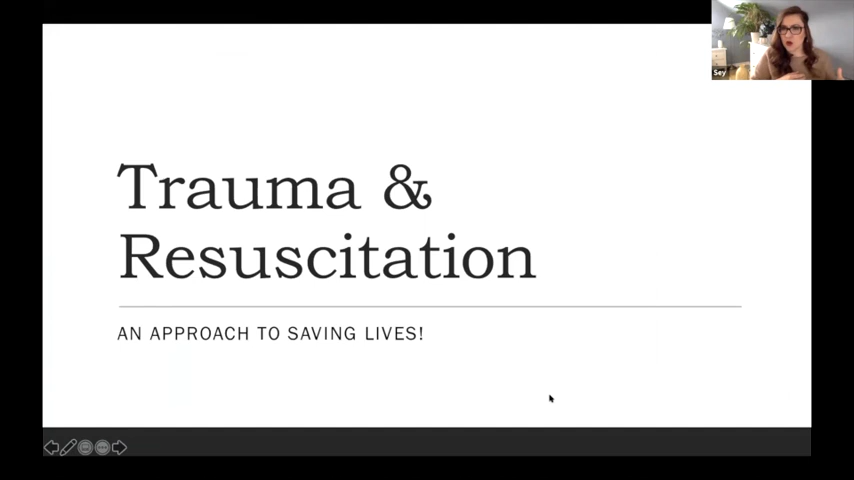 Sey
Trauma &
Resuscitation
AN APPROACH TO SAVING LIVES!